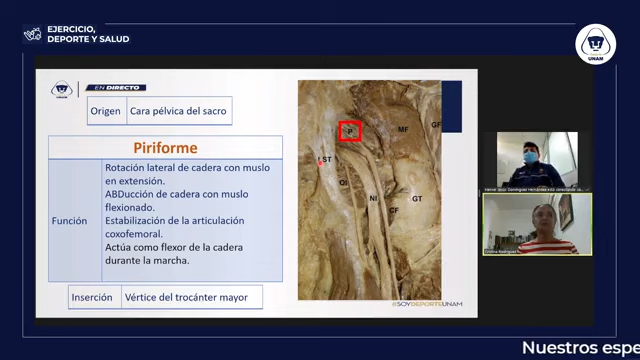 EJERCICIO,
DEPORTE Y SALUD
UNAM
EN DIRECTO
Origen Cara pélvica del sacro
Piriforme
Función
Rotación lateral de cadera con muslo
en extensión.
ABDucción de cadera con muslo
flexionado.
Estabilización de la articulación
coxofemoral.
Actúa como flexor de la cadera
durante la marcha.
Inserción Vértice del trocánter mayor
P
MF
GF
ST
OI
NI
GT
CF
#SOYDEPORTEUNAM
Nuestros espe